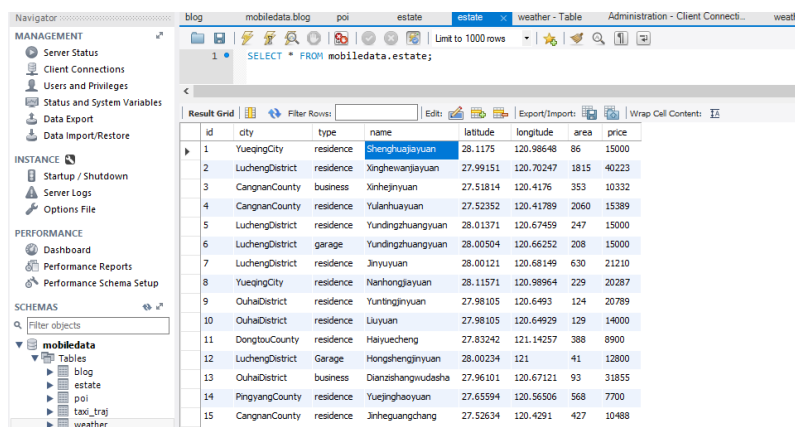 Navigator
blog mobiledata.blog poi estate estate × weather - Table Administration - Client Connecti... weath
MANAGEMENT
Server Status
Client Connections
Users and Privileges
Status and System Variables
Data Export
Data Import/Restore
INSTANCE
Startup / Shutdown
Server Logs
Options File
PERFORMANCE
Dashboard
Performance Reports
Performance Schema Setup
SCHEMAS
Filter objects
mobiledata
Tables
blog
estate
poi
taxi_traj
weather
Limit to 1000 rows
1 SELECT * FROM mobiledata.estate;
Result Grid Filter Rows: Edit: Export/Import: Wrap Cell Content:
id city type name latitude longitude area price
1 YueqingCity residence Shenghuajiayuan 28.1175 120.98648 86 15000
2 LuchengDistrict residence Xinghewanjiayuan 27.99151 120.70247 1815 40223
3 CangnanCounty business Xinhejinyuan 27.51814 120.4176 353 10332
4 CangnanCounty residence Yulanhuayuan 27.52352 120.41789 2060 15389
5 LuchengDistrict residence Yundingzhuangyuan 28.01371 120.67459 247 15000
6 LuchengDistrict garage Yundingzhuangyuan 28.00504 120.66252 208 15000
7 LuchengDistrict residence Jinyuyuan 28.00121 120.68149 630 21210
8 YueqingCity residence Nanhongjiayuan 28.11571 120.98964 229 20287
9 OuhaiDistrict residence Yuntingjinyuan 27.98105 120.6493 124 20789
10 OuhaiDistrict residence Liuyuan 27.98105 120.64929 129 14000
11 DongtouCounty residence Haiyuecheng 27.83242 121.14257 388 8900
12 LuchengDistrict Garage Hongshengjinyuan 28.00234 121 41 12800
13 OuhaiDistrict business Dianzishangwudasha 27.96101 120.67121 93 31855
14 PingyangCounty residence Yuejinghaoyuan 27.65594 120.56506 568 7700
15 CangnanCounty residence Jinheguangchang 27.52634 120.4291 427 10488